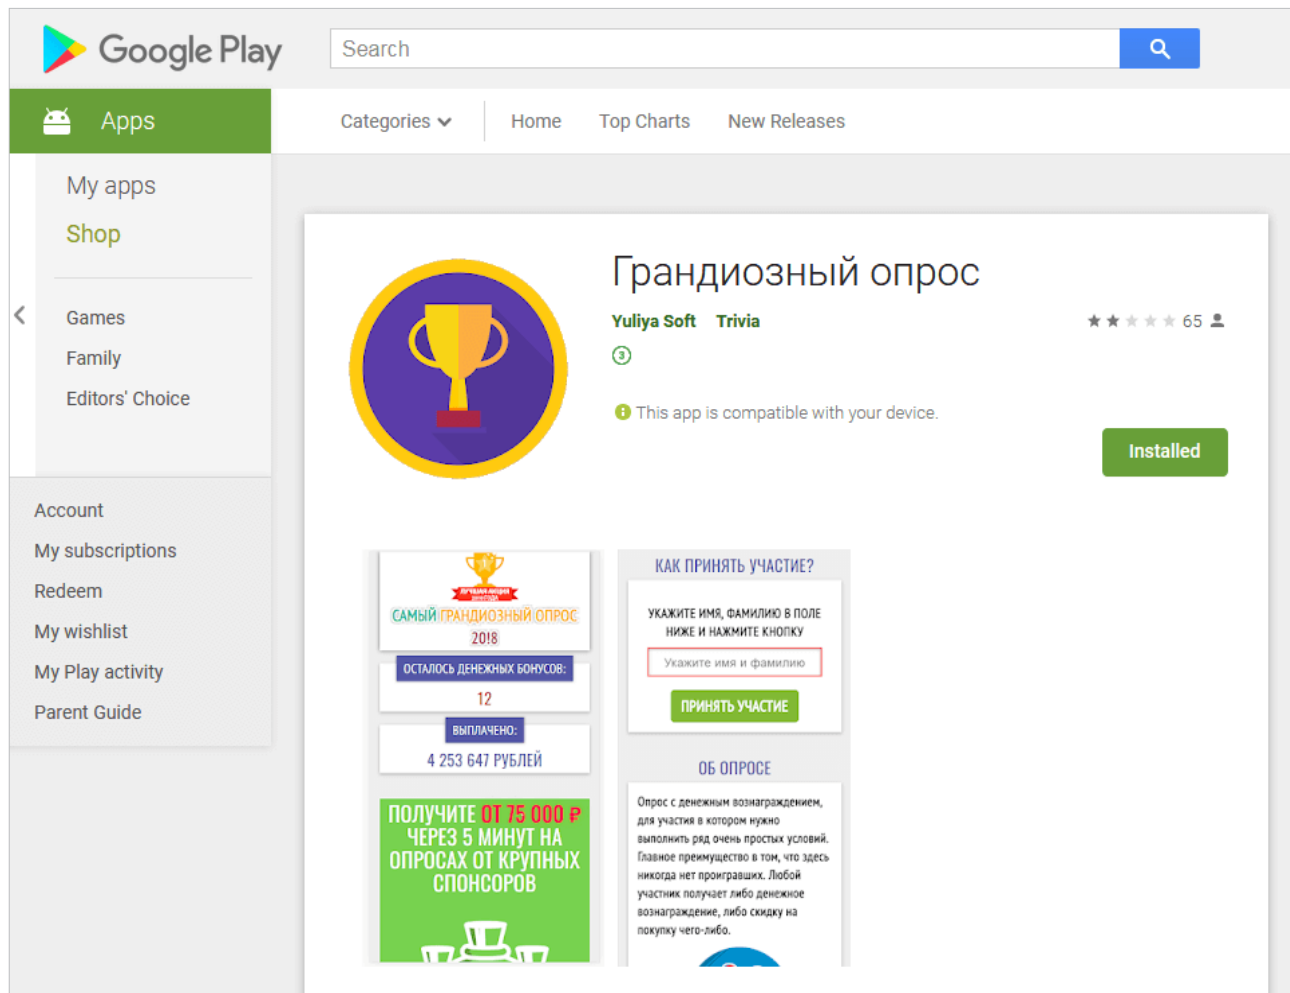 Google Play
Search
Apps
Categories
Home
Top Charts
New Releases
My apps
Shop
Games
Family
Editors' Choice
Account
My subscriptions
Redeem
My wishlist
My Play activity
Parent Guide
Грандиозный опрос
Yuliya Soft Trivia
65
3
This app is compatible with your device.
Installed
1
ЛУЧШАЯ АКЦИЯ
САМЫЙ ГРАНДИОЗНЫЙ ОПРОС
2018
ОСТАЛОСЬ ДЕНЕЖНЫХ БОНУСОВ:
12
ВЫПЛАЧЕНО:
4 253 647 РУБЛЕЙ
ПОЛУЧИТЕ ОТ 75 000 ₽
ЧЕРЕЗ 5 МИНУТ НА
ОПРОСАХ ОТ КРУПНЫХ
СПОНСОРОВ
КАК ПРИНЯТЬ УЧАСТИЕ?
УКАЖИТЕ ИМЯ, ФАМИЛИЮ В ПОЛЕ
НИЖЕ И НАЖМИТЕ КНОПКУ
Укажите имя и фамилию
ПРИНЯТЬ УЧАСТИЕ
ОБ ОПРОСЕ
Опрос с денежным вознаграждением,
для участия в котором нужно
выполнить ряд очень простых условий.
Главное преимущество в том, что здесь
никогда нет проигравших. Любой
участник получает либо денежное
вознаграждение, либо скидку на
покупку чего-либо.